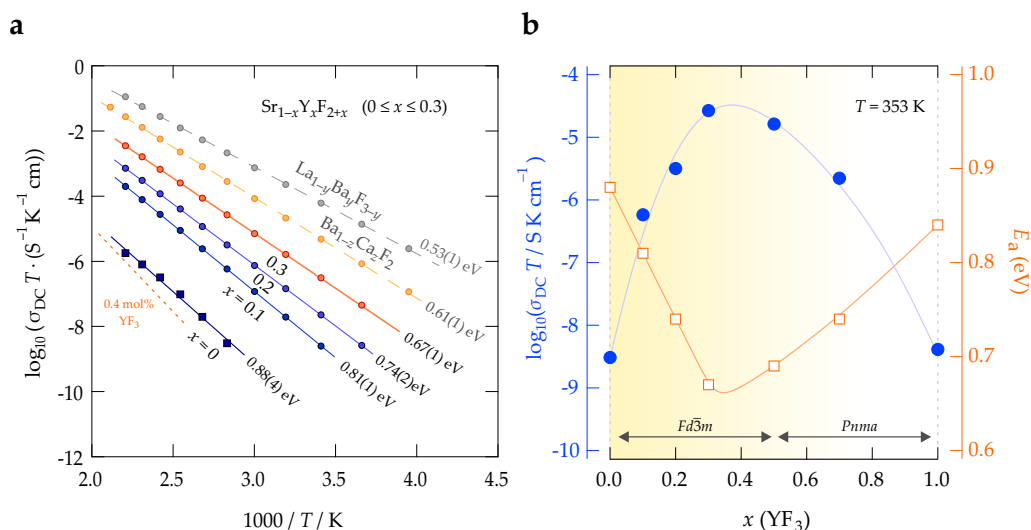 a
0
-2
-4
-6
-8
-10
-12
log₁₀ (σ_DC T · (S⁻¹ K⁻¹ cm))
Sr₁₋ₓYₓF₂₊ₓ (0 ≤ x ≤ 0.3)
La₁₋yBayF₃₋y
0.53(1) eV
Ba₁₋zCazF₂
0.61(1) eV
0.3
0.67(1) eV
0.2
0.74(2)eV
x = 0.1
0.81(1) eV
0.4 mol%
YF₃
x = 0
0.88(4) eV
2.0 2.5 3.0 3.5 4.0 4.5
1000 / T / K
b
-4
-5
-6
-7
-8
-9
-10
log₁₀(σ_DC T / S K cm⁻¹)
T = 353 K
Fd3̅m
Pnma
1.0
0.9
0.8
0.7
0.6
Eₐ (eV)
0.0 0.2 0.4 0.6 0.8 1.0
x (YF₃)